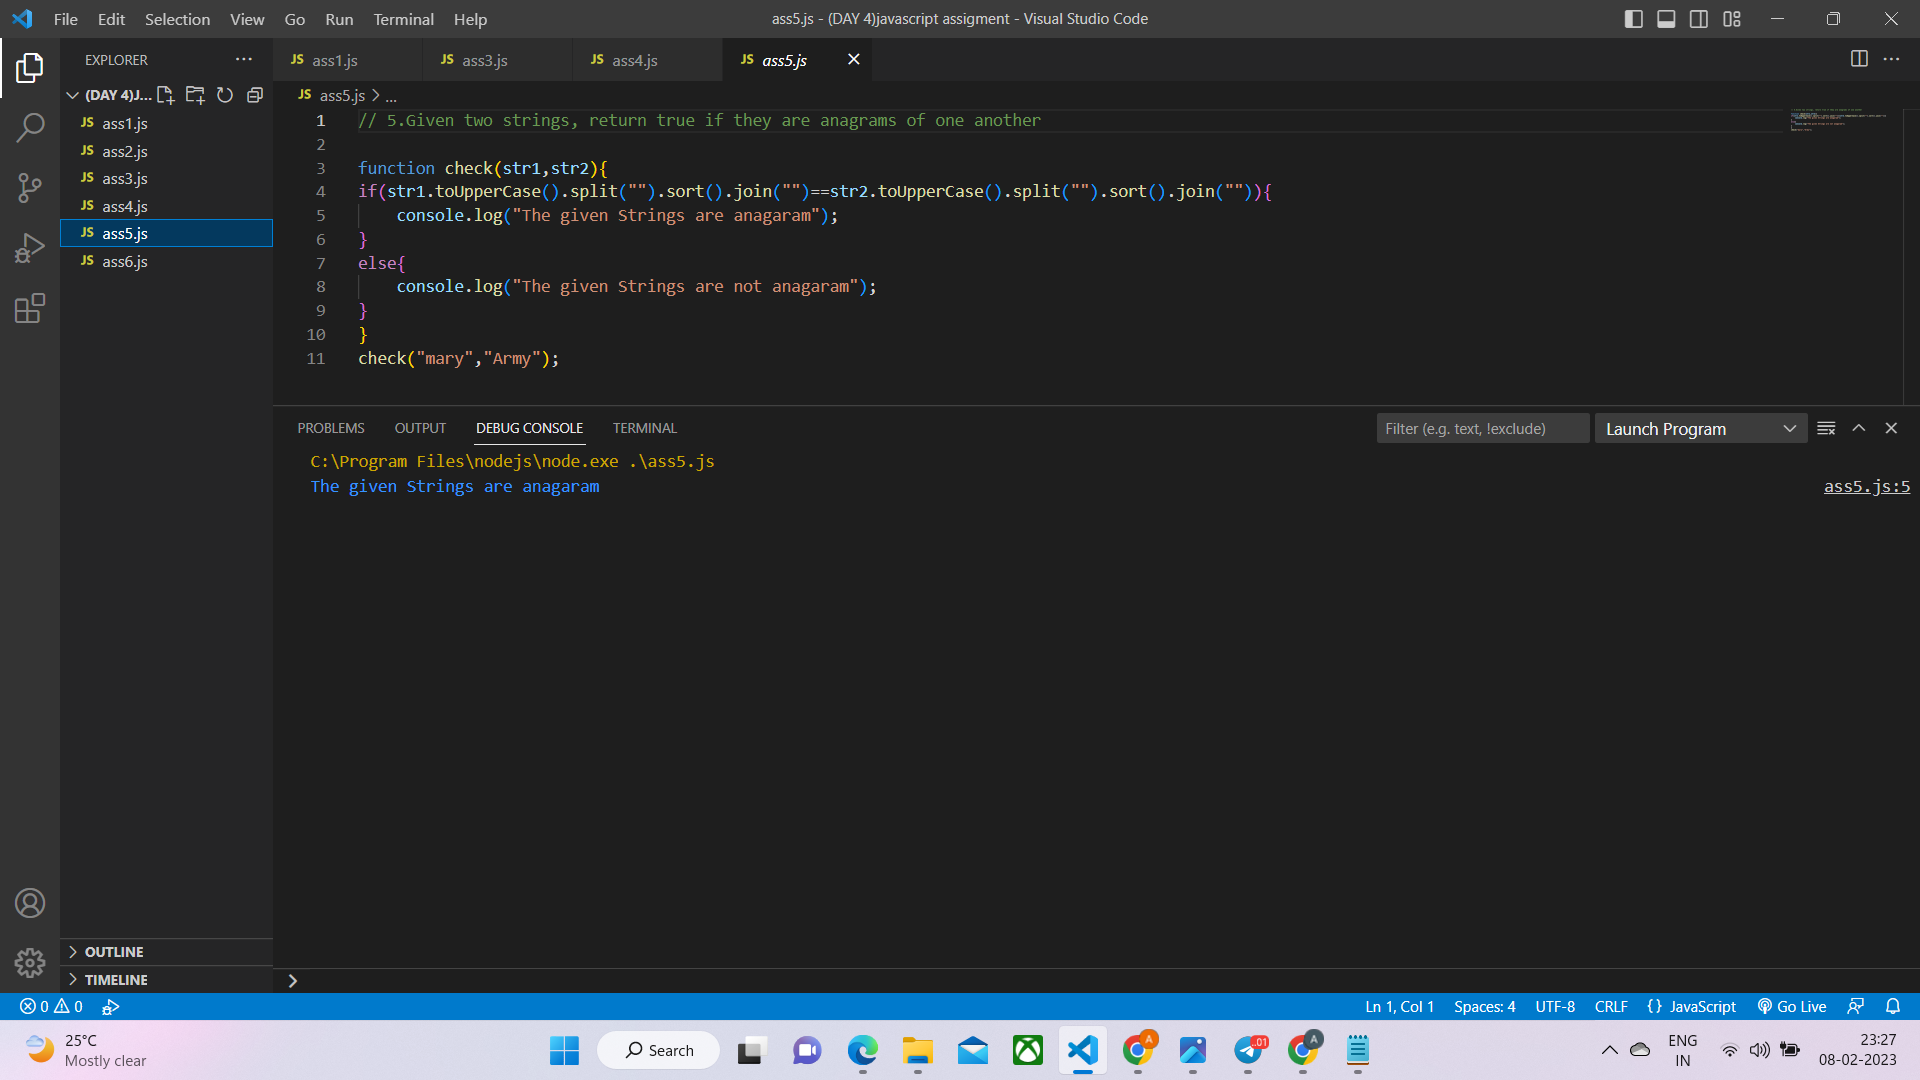 File Edit Selection View Go Run Terminal Help
ass5.js - (DAY 4)javascript assigment - Visual Studio Code
EXPLORER
JS ass1.js JS ass3.js JS ass4.js JS ass5.js
(DAY 4)J...
JS ass5.js > ...
JS ass1.js
JS ass2.js
JS ass3.js
JS ass4.js
JS ass5.js
JS ass6.js
1 // 5.Given two strings, return true if they are anagrams of one another
2
3 function check(str1,str2){
4 if(str1.toUpperCase().split("").sort().join("")==str2.toUpperCase().split("").sort().join("")){
5 console.log("The given Strings are anagaram");
6 }
7 else{
8 console.log("The given Strings are not anagaram");
9 }
10 }
11 check("mary","Army");
PROBLEMS OUTPUT DEBUG CONSOLE TERMINAL
Filter (e.g. text, !exclude) Launch Program
C:\Program Files\nodejs\node.exe .\ass5.js
The given Strings are anagaram ass5.js:5
OUTLINE
TIMELINE
0 0 Ln 1, Col 1 Spaces: 4 UTF-8 CRLF {} JavaScript Go Live
25°C
Mostly clear
Search
A
.01
A
ENG
IN
23:27
08-02-2023